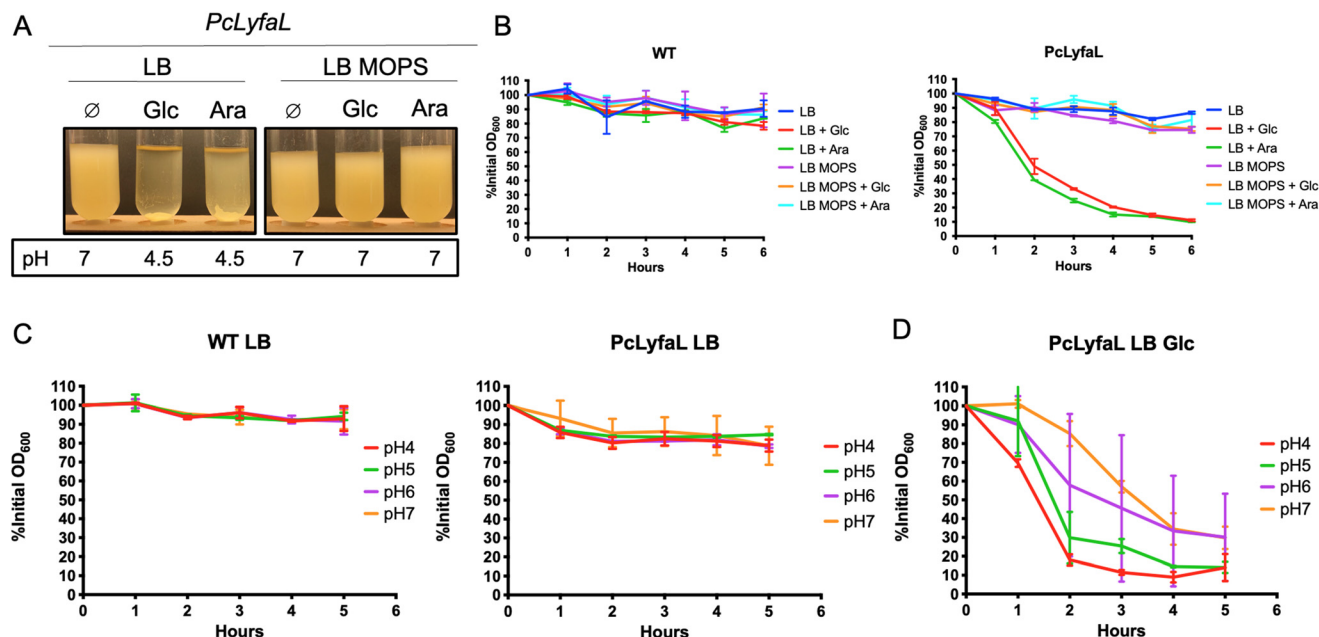 A
PcLyfaL
LB LB MOPS
∅ Glc Ara ∅ Glc Ara
pH 7 4.5 4.5 7 7 7
B
WT
%Initial OD600
110
100
90
80
70
60
50
40
30
20
10
0
0 1 2 3 4 5 6
Hours
LB
LB + Glc
LB + Ara
LB MOPS
LB MOPS + Glc
LB MOPS + Ara
PcLyfaL
%Initial OD600
110
100
90
80
70
60
50
40
30
20
10
0
0 1 2 3 4 5 6
Hours
LB
LB + Glc
LB + Ara
LB MOPS
LB MOPS + Glc
LB MOPS + Ara
C
WT LB
%Initial OD600
110
100
90
80
70
60
50
40
30
20
10
0
0 1 2 3 4 5 6
Hours
pH4
pH5
pH6
pH7
PcLyfaL LB
%Initial OD600
110
100
90
80
70
60
50
40
30
20
10
0
0 1 2 3 4 5 6
Hours
pH4
pH5
pH6
pH7
D
PcLyfaL LB Glc
%Initial OD600
110
100
90
80
70
60
50
40
30
20
10
0
0 1 2 3 4 5 6
Hours
pH4
pH5
pH6
pH7